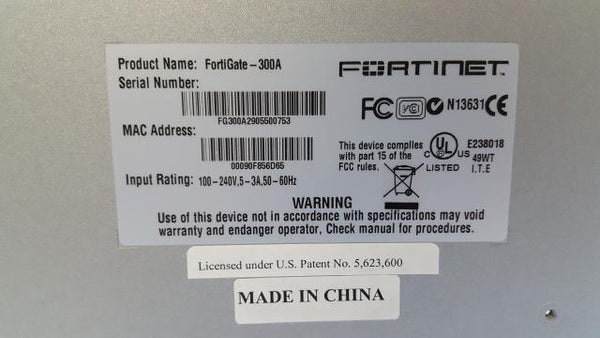 Product Name: FortiGate-300A
FORTINET
Serial Number:
FG300A2905500753
FC VCI N13631 CE
MAC Address:
00090F856D65
This device complies
with part 15 of the
FCC rules.
C UL US
LISTED
E238018
49WT
I.T.E
Input Rating: 100-240V,5-3A,50-60Hz
WARNING
Use of this device not in accordance with specifications may void
warranty and endanger operator, Check manual for procedures.
Licensed under U.S. Patent No. 5,623,600
MADE IN CHINA